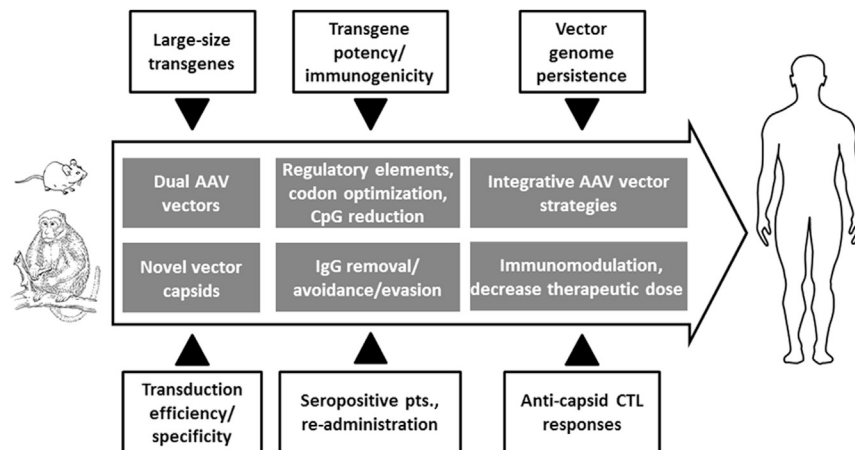 Large-size
transgenes
Transgene
potency/
immunogenicity
Vector
genome
persistence
Dual AAV
vectors
Regulatory elements,
codon optimization,
CpG reduction
Integrative AAV vector
strategies
Novel vector
capsids
IgG removal/
avoidance/evasion
Immunomodulation,
decrease therapeutic dose
Transduction
efficiency/
specificity
Seropositive pts.,
re-administration
Anti-capsid CTL
responses